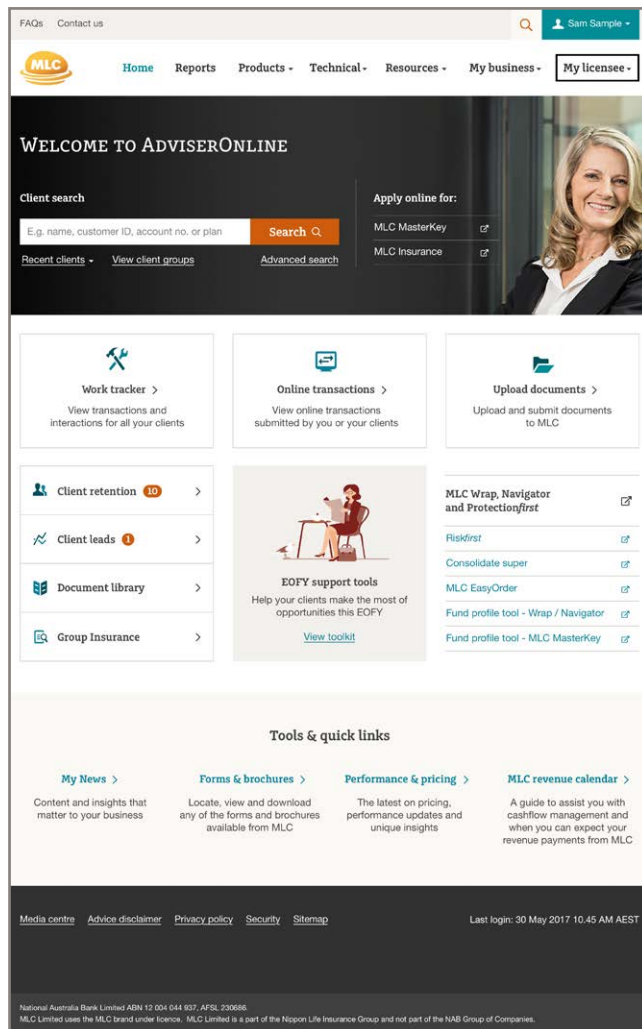 FAQs Contact us
Sam Sample
MLC
Home Reports Products Technical Resources My business My licensee
WELCOME TO ADVISERONLINE
Client search
E.g. name, customer ID, account no. or plan
Search
Recent clients View client groups Advanced search
Apply online for:
MLC MasterKey
MLC Insurance
Work tracker >
View transactions and
interactions for all your clients
Online transactions >
View online transactions
submitted by you or your clients
Upload documents >
Upload and submit documents
to MLC
Client retention 10 >
Client leads 1 >
Document library >
Group Insurance >
EOFY support tools
Help your clients make the most of
opportunities this EOFY
View toolkit
MLC Wrap, Navigator
and Protectionfirst
Riskfirst
Consolidate super
MLC EasyOrder
Fund profile tool - Wrap / Navigator
Fund profile tool - MLC MasterKey
Tools & quick links
My News >
Content and insights that
matter to your business
Forms & brochures >
Locate, view and download
any of the forms and brochures
available from MLC
Performance & pricing >
The latest on pricing,
performance updates and
unique insights
MLC revenue calendar >
A guide to assist you with
cashflow management and
when you can expect your
revenue payments from MLC
Media centre Advice disclaimer Privacy policy Security Sitemap
Last login: 30 May 2017 10.45 AM AEST
National Australia Bank Limited ABN 12 004 044 937, AFSL 230686.
MLC Limited uses the MLC brand under licence. MLC Limited is a part of the Nippon Life Insurance Group and not part of the NAB Group of Companies.